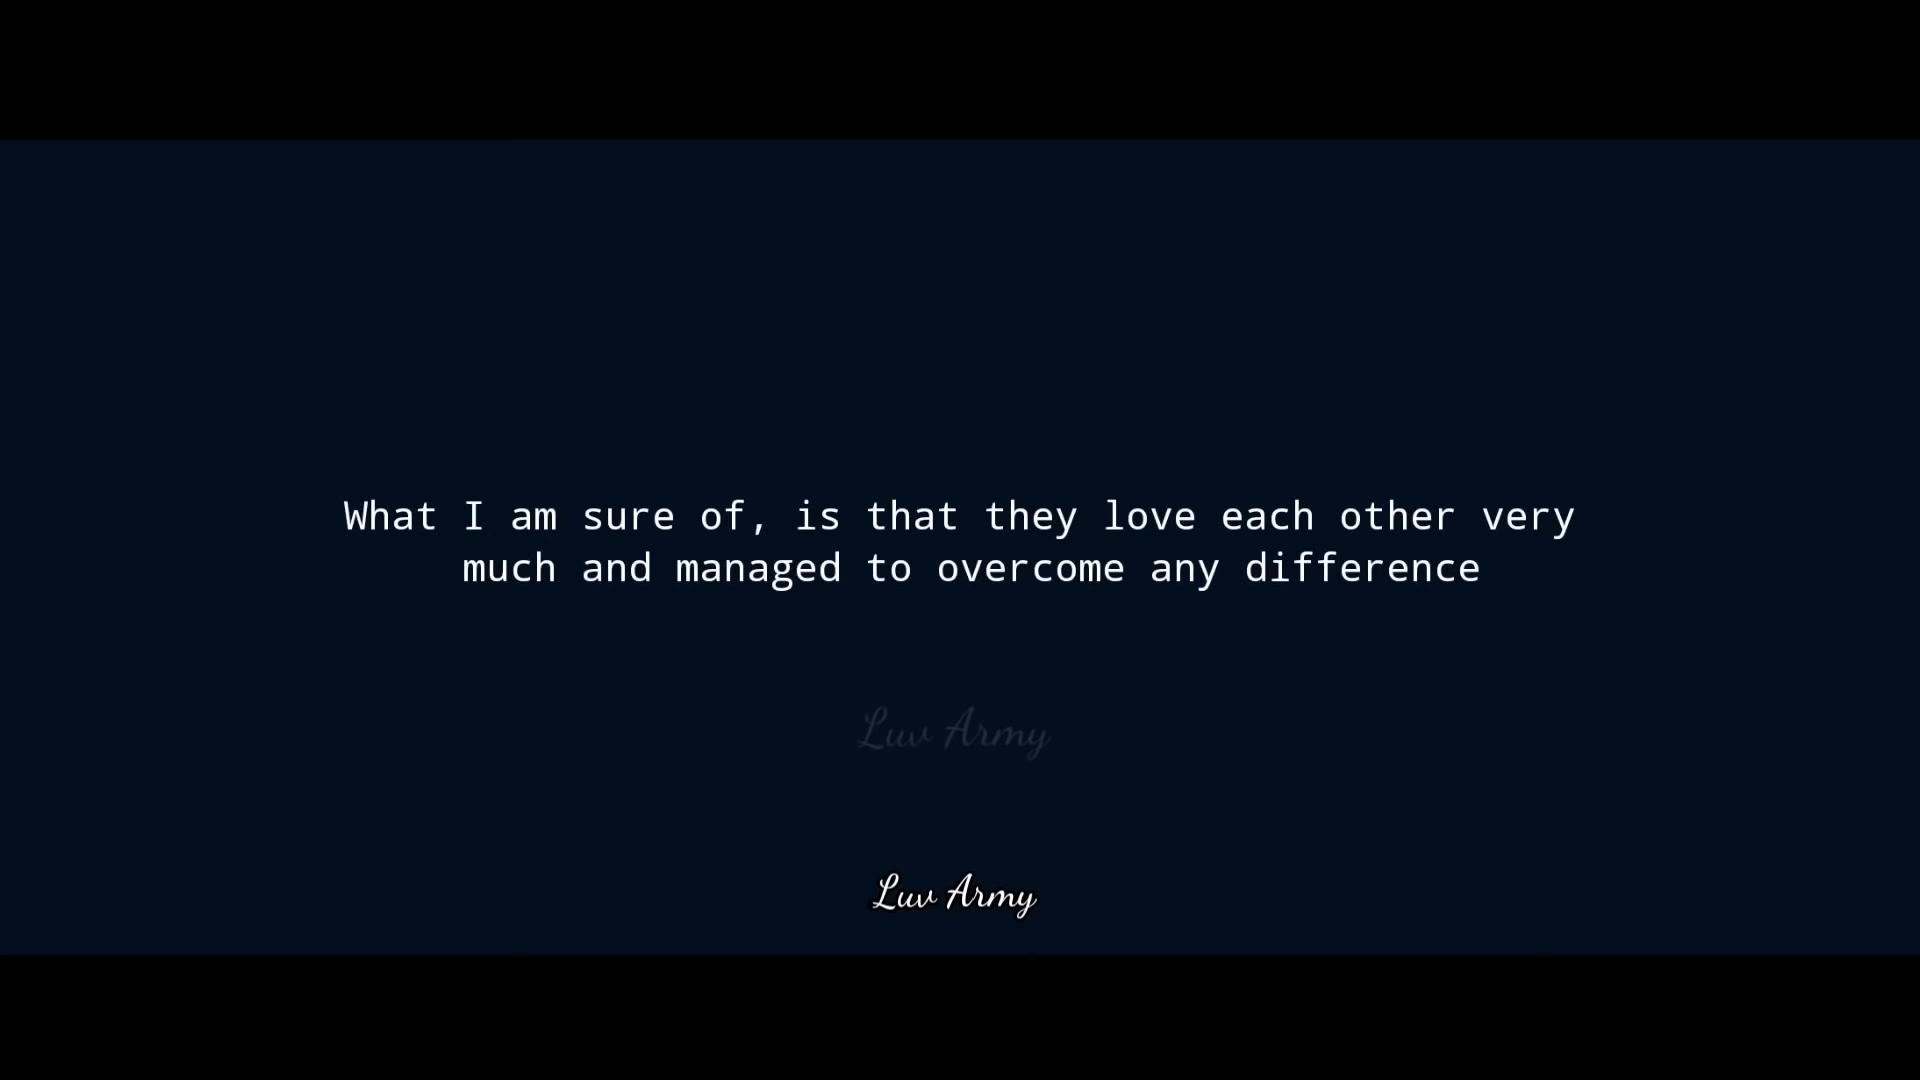 What I am sure of, is that they love each other very
much and managed to overcome any difference
Luv Army
Luv Army